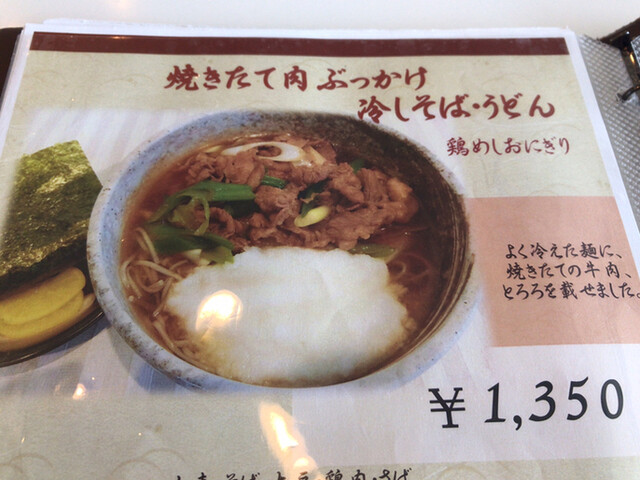 焼きたて肉 ぶっかけ
冷しそば・うどん
鶏めしおにぎり
よく冷えた麺に、
焼きたての牛肉、
とろろを載せました。
¥ 1,350